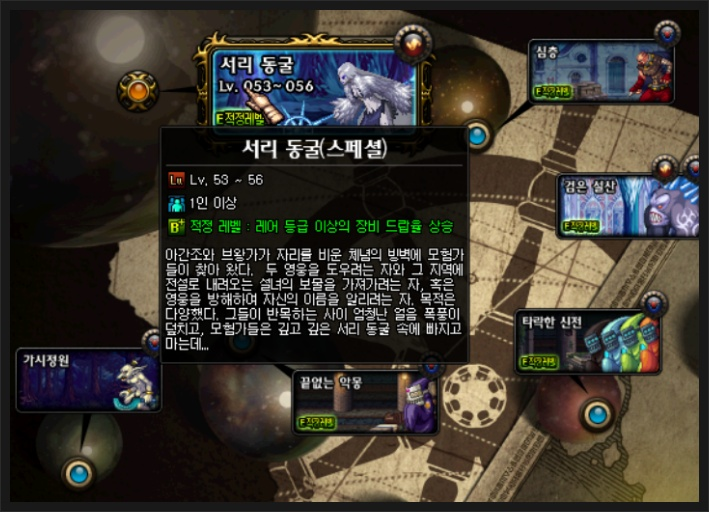 서리 동굴
Lv. 053~056
E 적정레벨
심층
E 적정레벨
서리 동굴(스페셜)
Lv Lv. 53 ~ 56
1인 이상
B+ 적정 레벨 : 레어 등급 이상의 장비 드랍율 상승
아간조와 브왕가가 자리를 비운 체념의 빙벽에 모험가
들이 찾아 왔다. 두 영웅을 도우려는 자와 그 지역에
전설로 내려오는 설녀의 보물을 가져가려는 자, 혹은
영웅을 방해하여 자신의 이름을 알리려는 자. 목적은
다양했다. 그들이 반목하는 사이 엄청난 얼음 폭풍이
덮치고, 모험가들은 깊고 깊은 서리 동굴 속에 빠지고
마는데...
검은 설산
E 적정레벨
타락한 신전
E 적정레벨
가시정원
끝없는 악몽
E 적정레벨